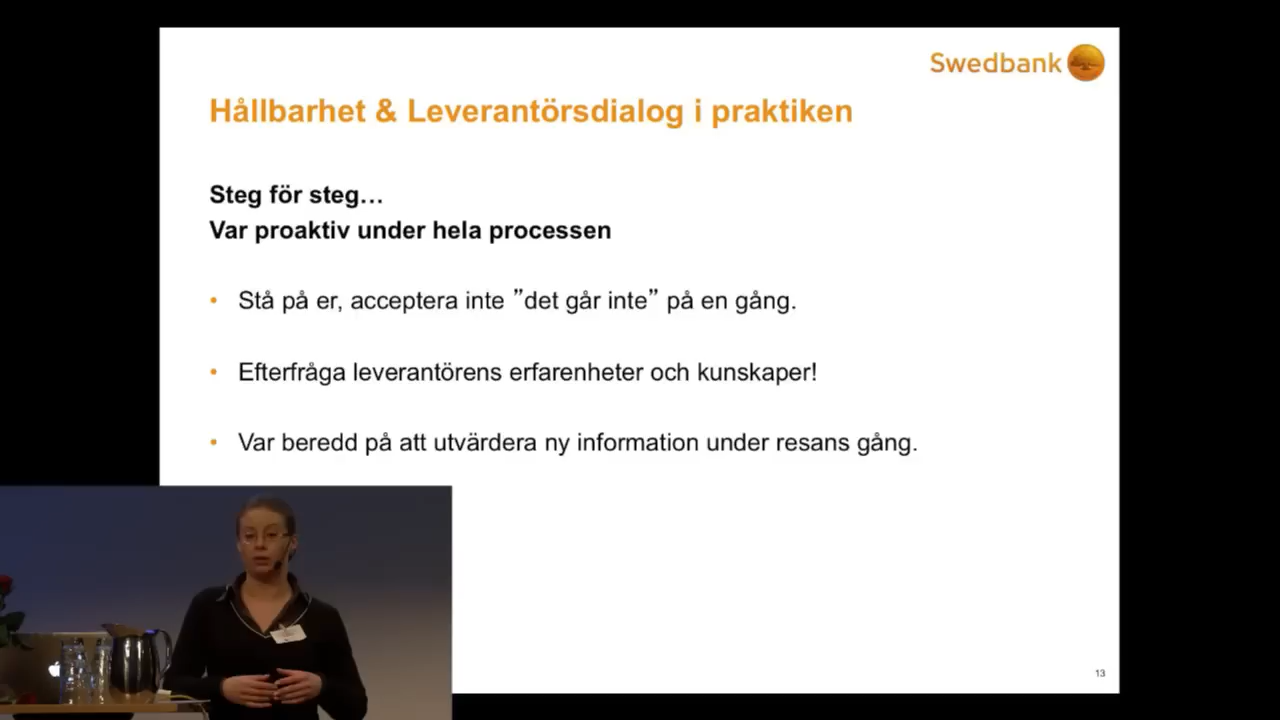 Swedbank
Hållbarhet & Leverantörsdialog i praktiken
Steg för steg…
Var proaktiv under hela processen
• Stå på er, acceptera inte ”det går inte” på en gång.
• Efterfråga leverantörens erfarenheter och kunskaper!
• Var beredd på att utvärdera ny information under resans gång.
13